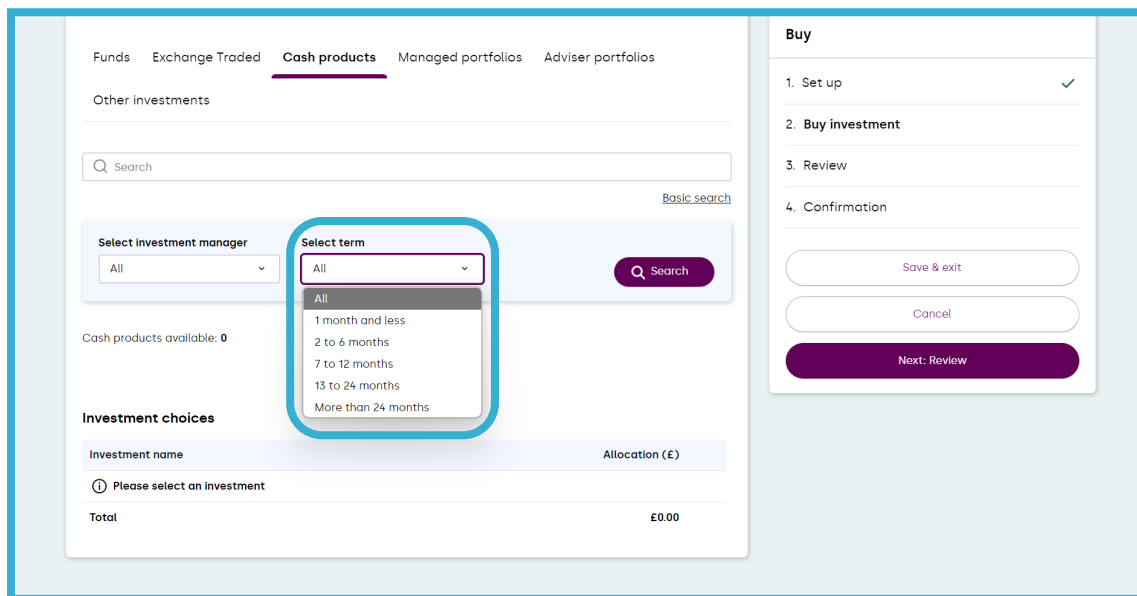 Funds Exchange Traded Cash products Managed portfolios Adviser portfolios
Other investments
Search
Basic search
Select investment manager Select term
All All Search
All
1 month and less
2 to 6 months
7 to 12 months
13 to 24 months
More than 24 months
Cash products available: 0
Investment choices
Investment name Allocation (£)
Please select an investment
Total £0.00
Buy
1. Set up
2. Buy investment
3. Review
4. Confirmation
Save & exit
Cancel
Next: Review